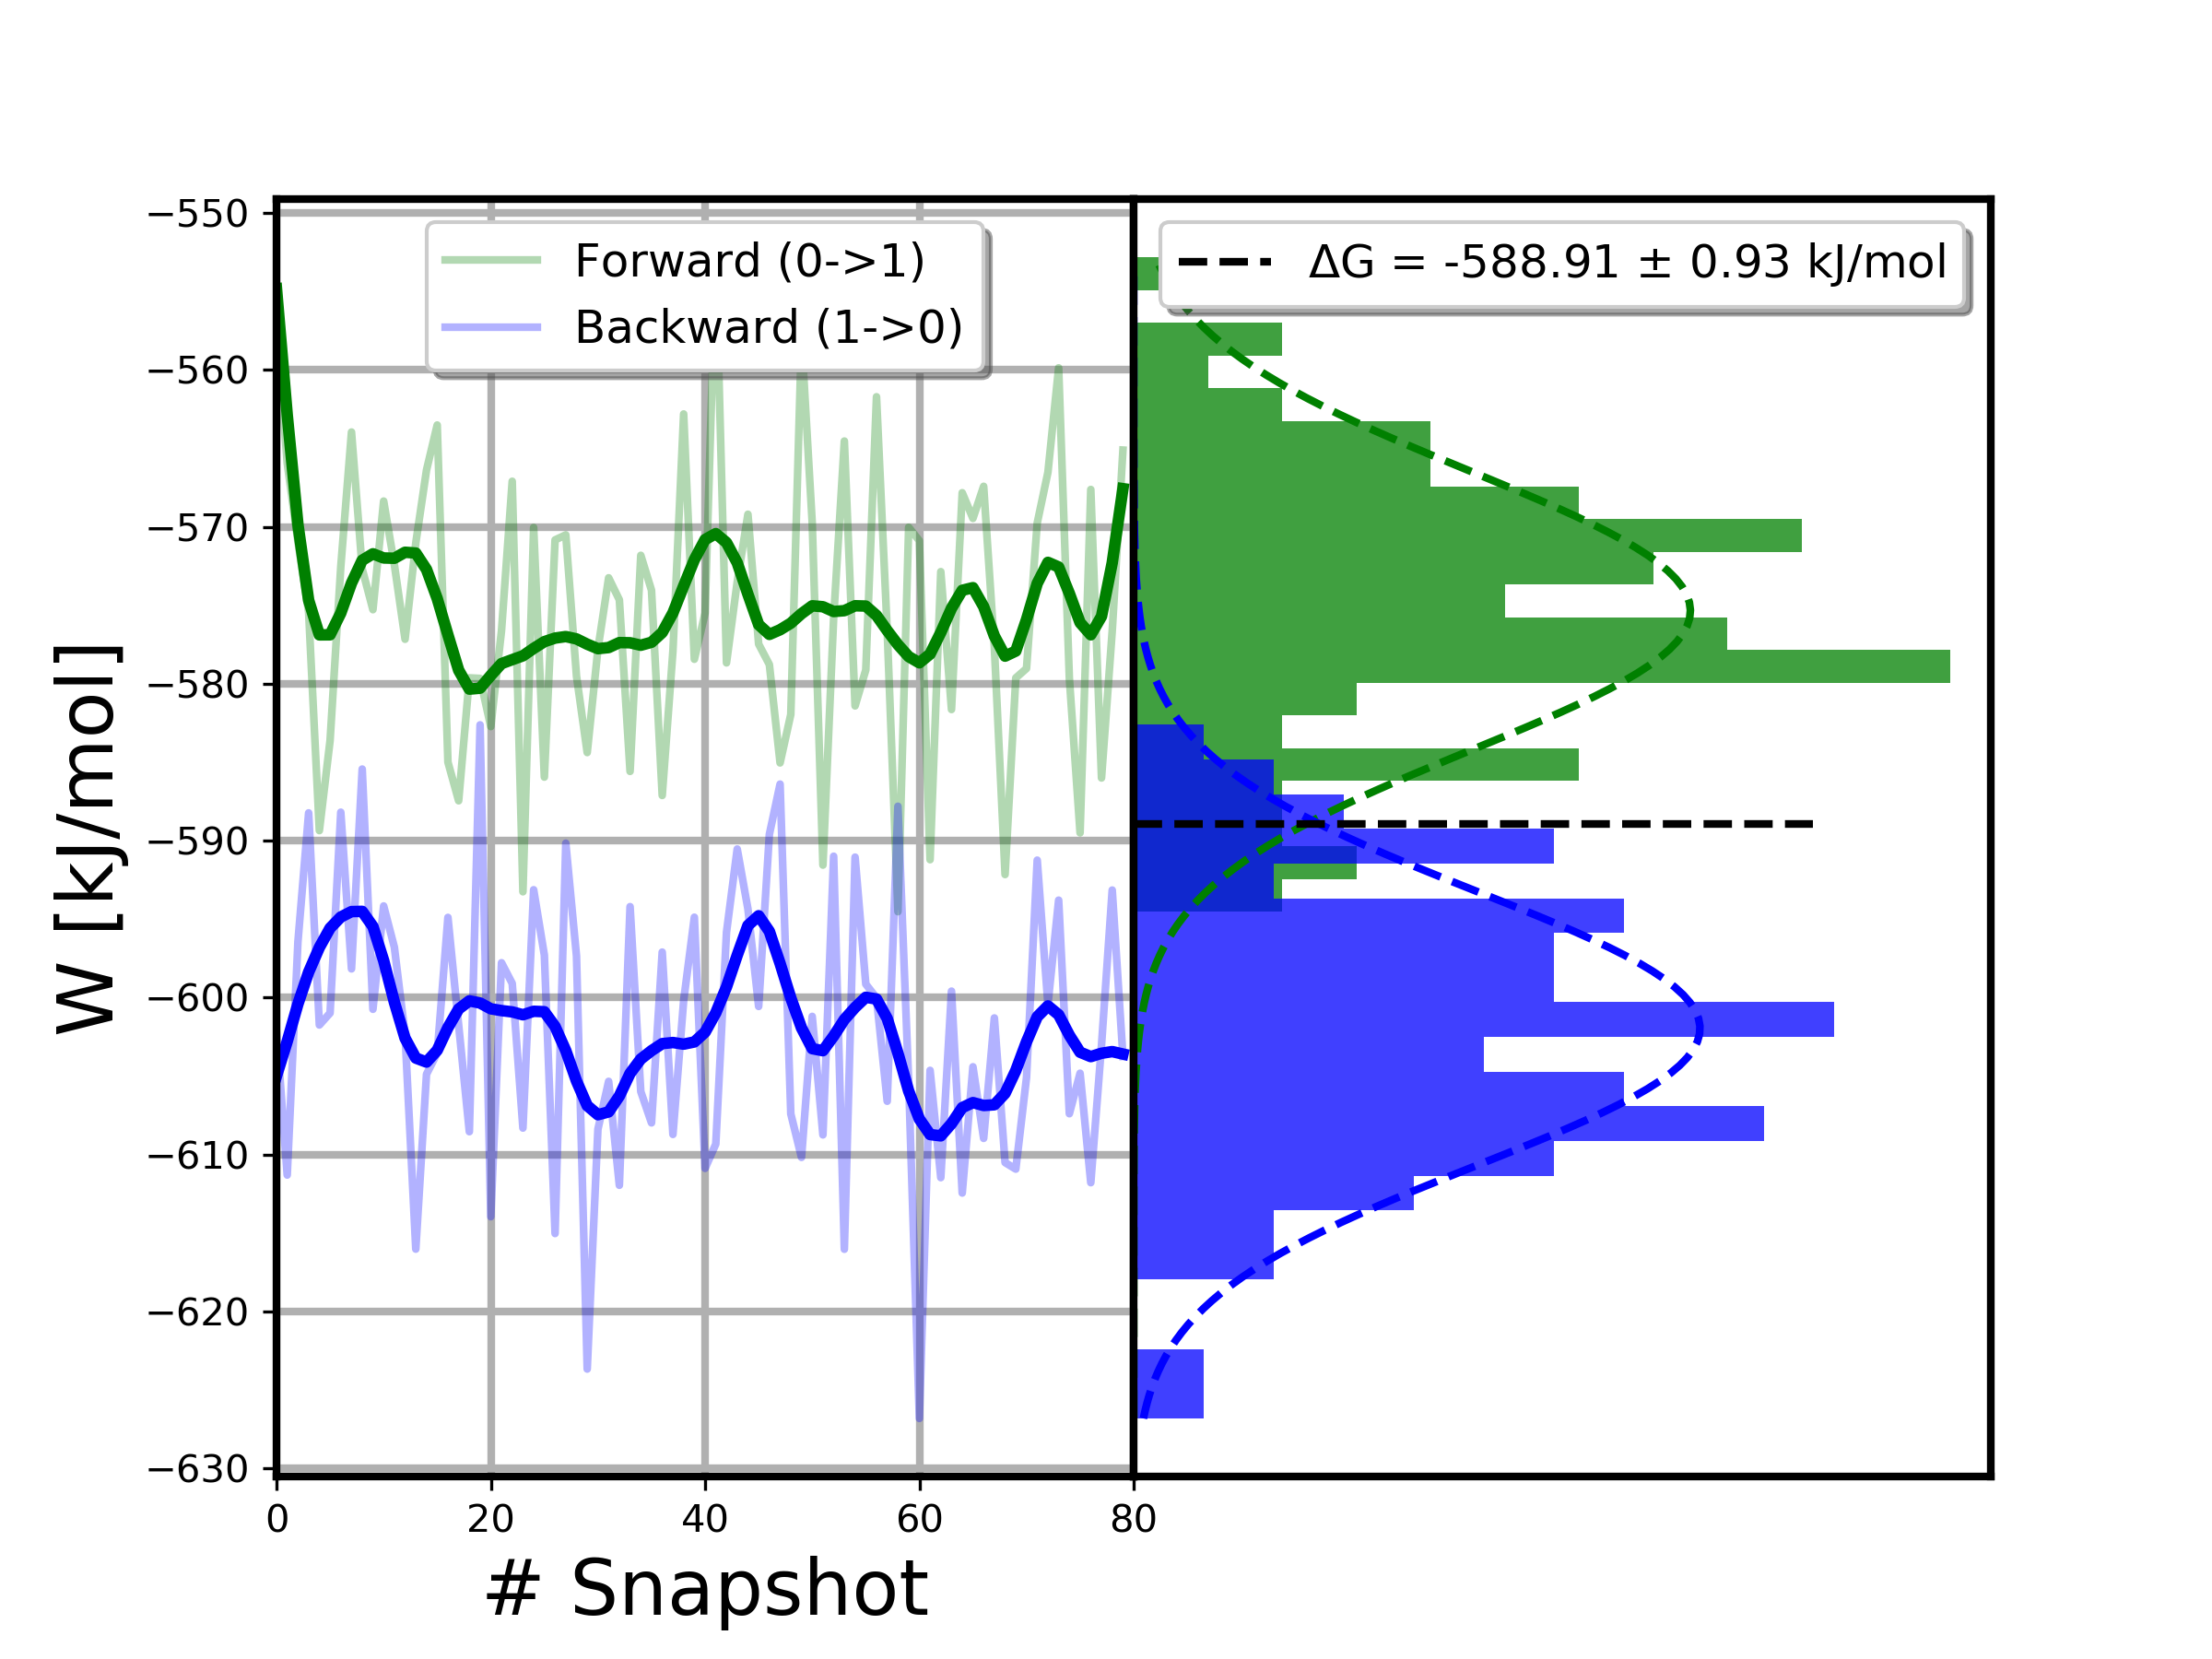 −550
−560
−570
−580
−590
−600
−610
−620
−630
W [kJ/mol]
Forward (0->1)
Backward (1->0)
ΔG = -588.91 ± 0.93 kJ/mol
0 20 40 60 80
# Snapshot